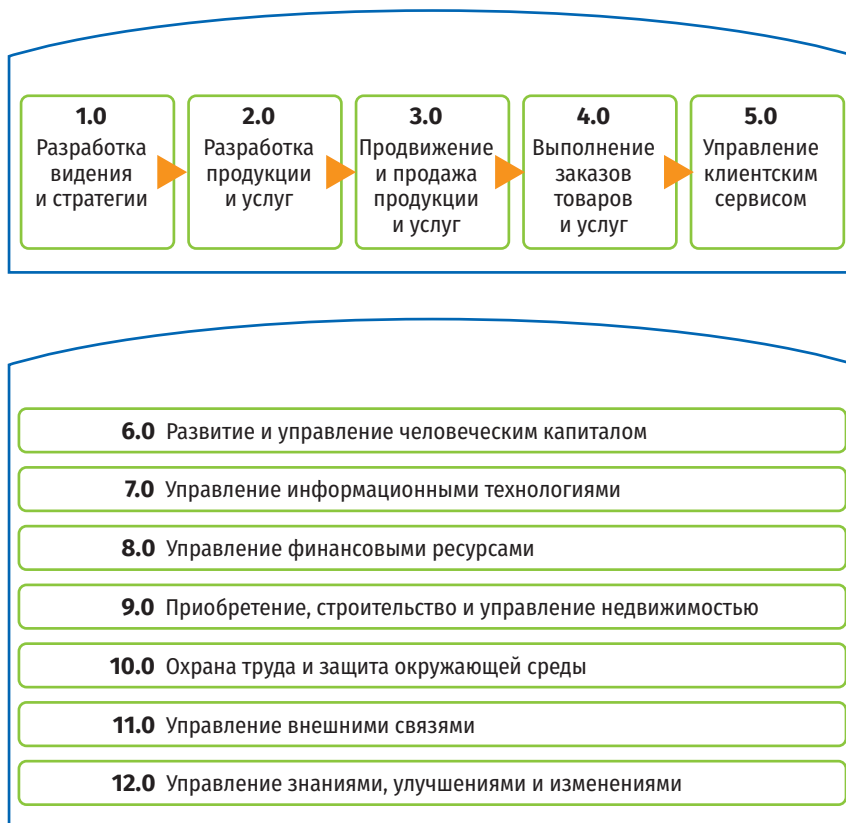 1.0
Разработка
видения
и стратегии
2.0
Разработка
продукции
и услуг
3.0
Продвижение
и продажа
продукции
и услуг
4.0
Выполнение
заказов
товаров
и услуг
5.0
Управление
клиентским
сервисом
6.0 Развитие и управление человеческим капиталом
7.0 Управление информационными технологиями
8.0 Управление финансовыми ресурсами
9.0 Приобретение, строительство и управление недвижимостью
10.0 Охрана труда и защита окружающей среды
11.0 Управление внешними связями
12.0 Управление знаниями, улучшениями и изменениями